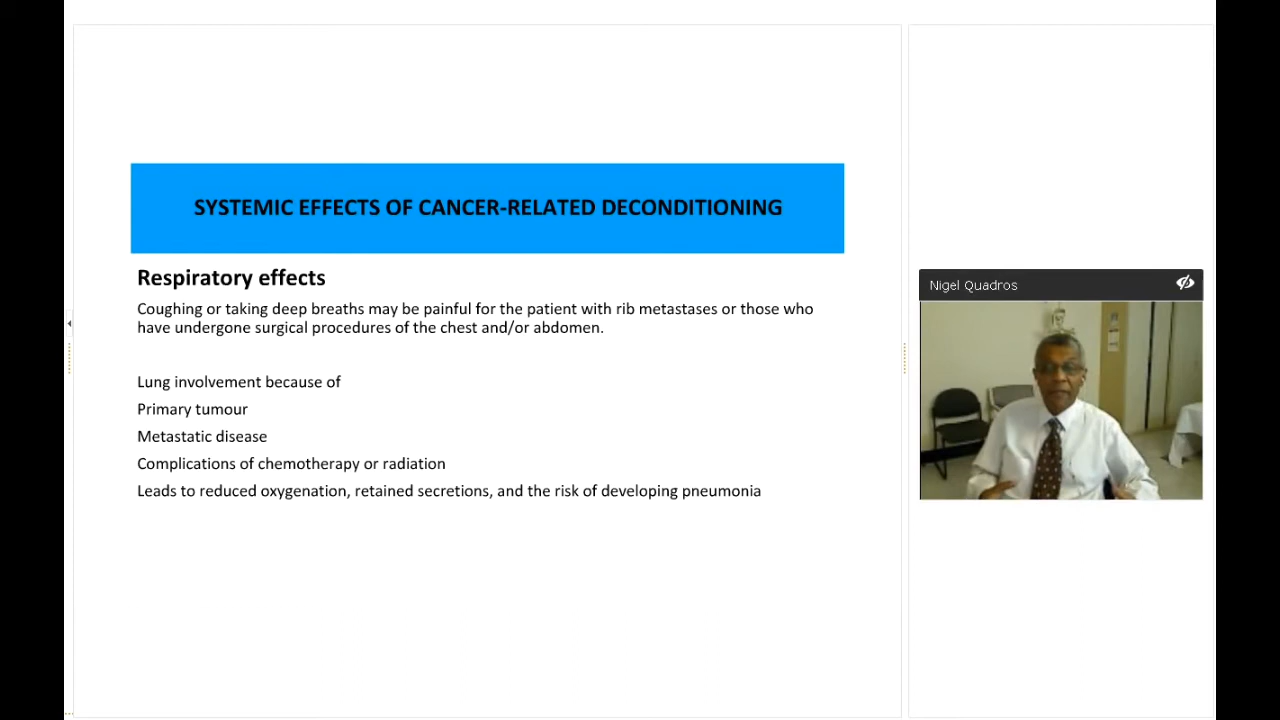 SYSTEMIC EFFECTS OF CANCER-RELATED DECONDITIONING
Respiratory effects
Coughing or taking deep breaths may be painful for the patient with rib metastases or those who
have undergone surgical procedures of the chest and/or abdomen.
Lung involvement because of
Primary tumour
Metastatic disease
Complications of chemotherapy or radiation
Leads to reduced oxygenation, retained secretions, and the risk of developing pneumonia
Nigel Quadros